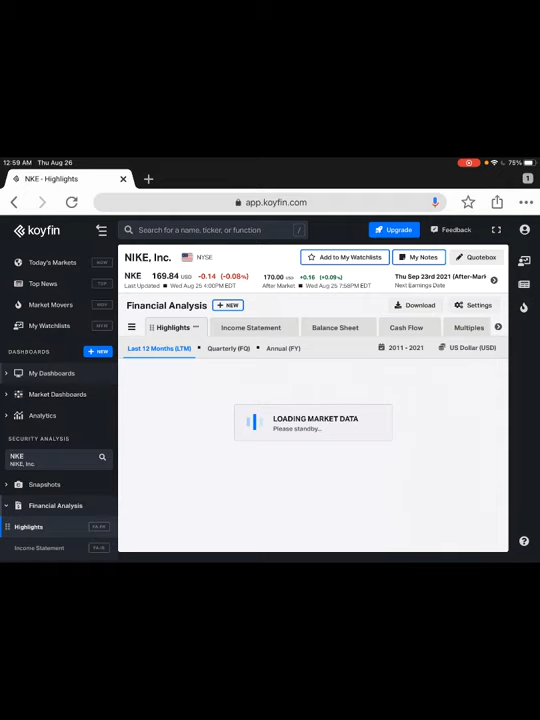 12:59 AM Thu Aug 26
75%
NKE - Highlights
1
app.koyfin.com
koyfin
Search for a name, ticker, or function /
Upgrade
Feedback
Today's Markets
Top News TOP
Market Movers
My Watchlists
DASHBOARDS + NEW
My Dashboards
Market Dashboards
Analytics
SECURITY ANALYSIS
NKE
NIKE, Inc.
Snapshots
Financial Analysis
Highlights
Income Statement
NIKE, Inc. NYSE
Add to My Watchlists
My Notes
Quotebox
NKE 169.84 USD -0.14 (-0.08%) 170.00 +0.16 (+0.09%) Thu Sep 23rd 2021 (After-Mark
Last Updated Wed Aug 25 4:00PM EDT After Market Wed Aug 25 7:58PM EDT Next Earnings Date
Financial Analysis + NEW
Download
Settings
Highlights Income Statement Balance Sheet Cash Flow Multiples
Last 12 Months (LTM) Quarterly (FQ) Annual (FY) 2011 - 2021 US Dollar (USD)
LOADING MARKET DATA
Please standby...